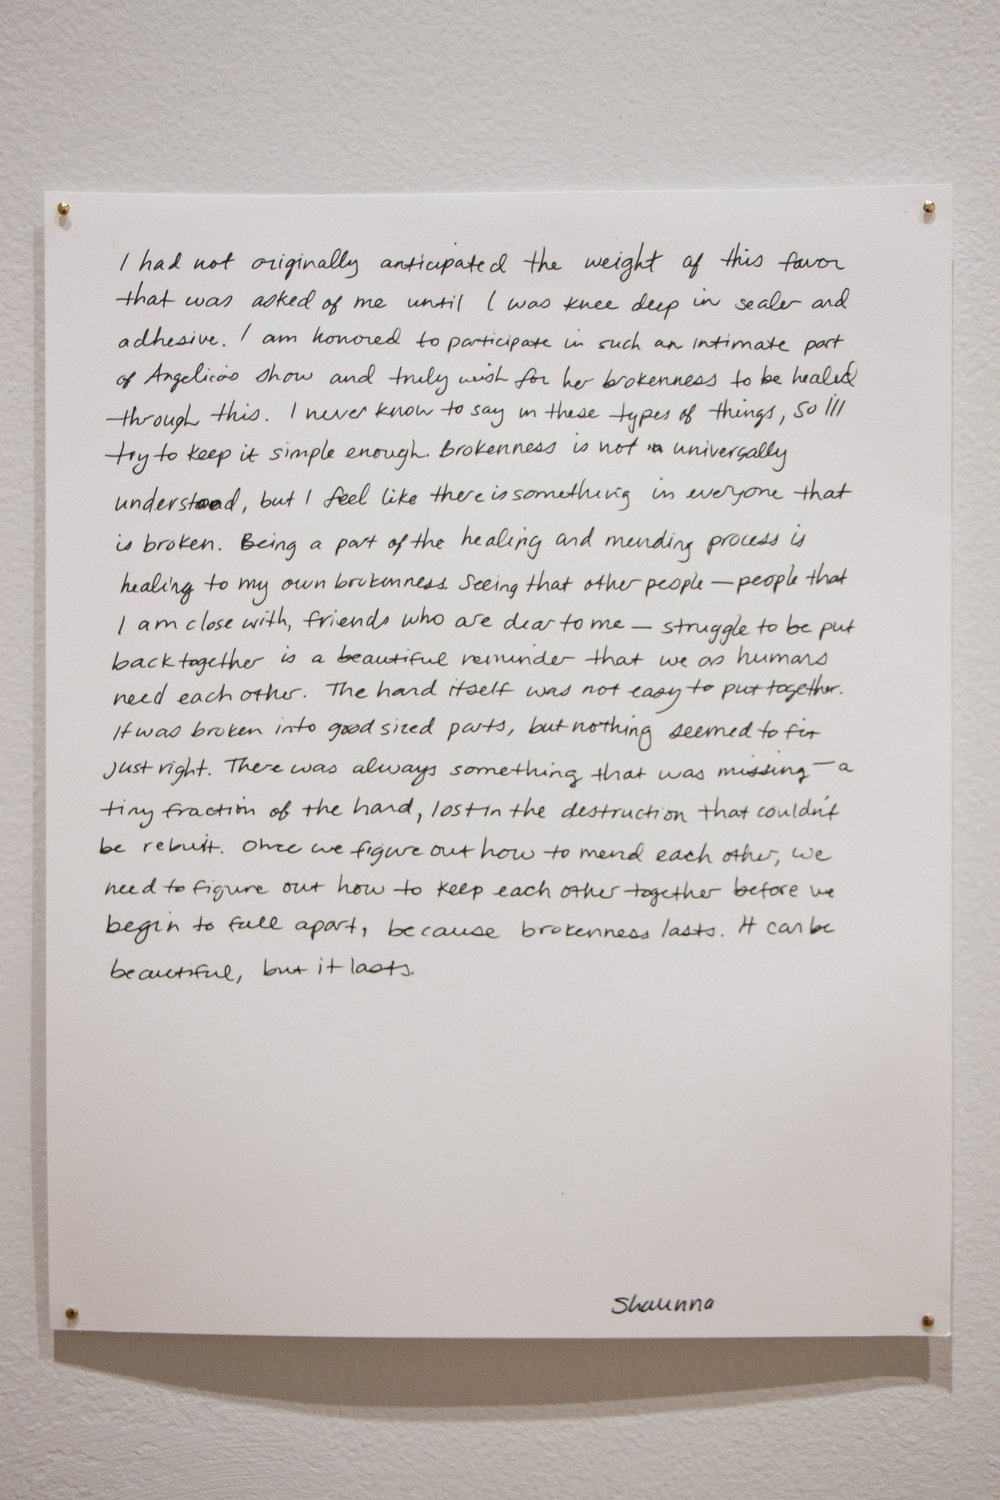 I had not originally anticipated the weight of this favor
that was asked of me until I was knee deep in sealer and
adhesive. I am honored to participate in such an intimate part
of Angelica's show and truly wish for her brokenness to be healed
through this. I never know to say in these types of things, so I'll
try to keep it simple enough. Brokenness is not universally
understood, but I feel like there is something in everyone that
is broken. Being a part of the healing and mending process is
healing to my own brokenness. Seeing that other people — people that
I am close with, friends who are dear to me — struggle to be put
back together is a beautiful reminder that we as humans
need each other. The hand itself was not easy to put together.
It was broken into good sized parts, but nothing seemed to fit
just right. There was always something that was missing — a
tiny fraction of the hand, lost in the destruction that couldn't
be rebuilt. Once we figure out how to mend each other, we
need to figure out how to keep each other together before we
begin to fall apart, because brokenness lasts. It can be
beautiful, but it lasts.
Shaunna